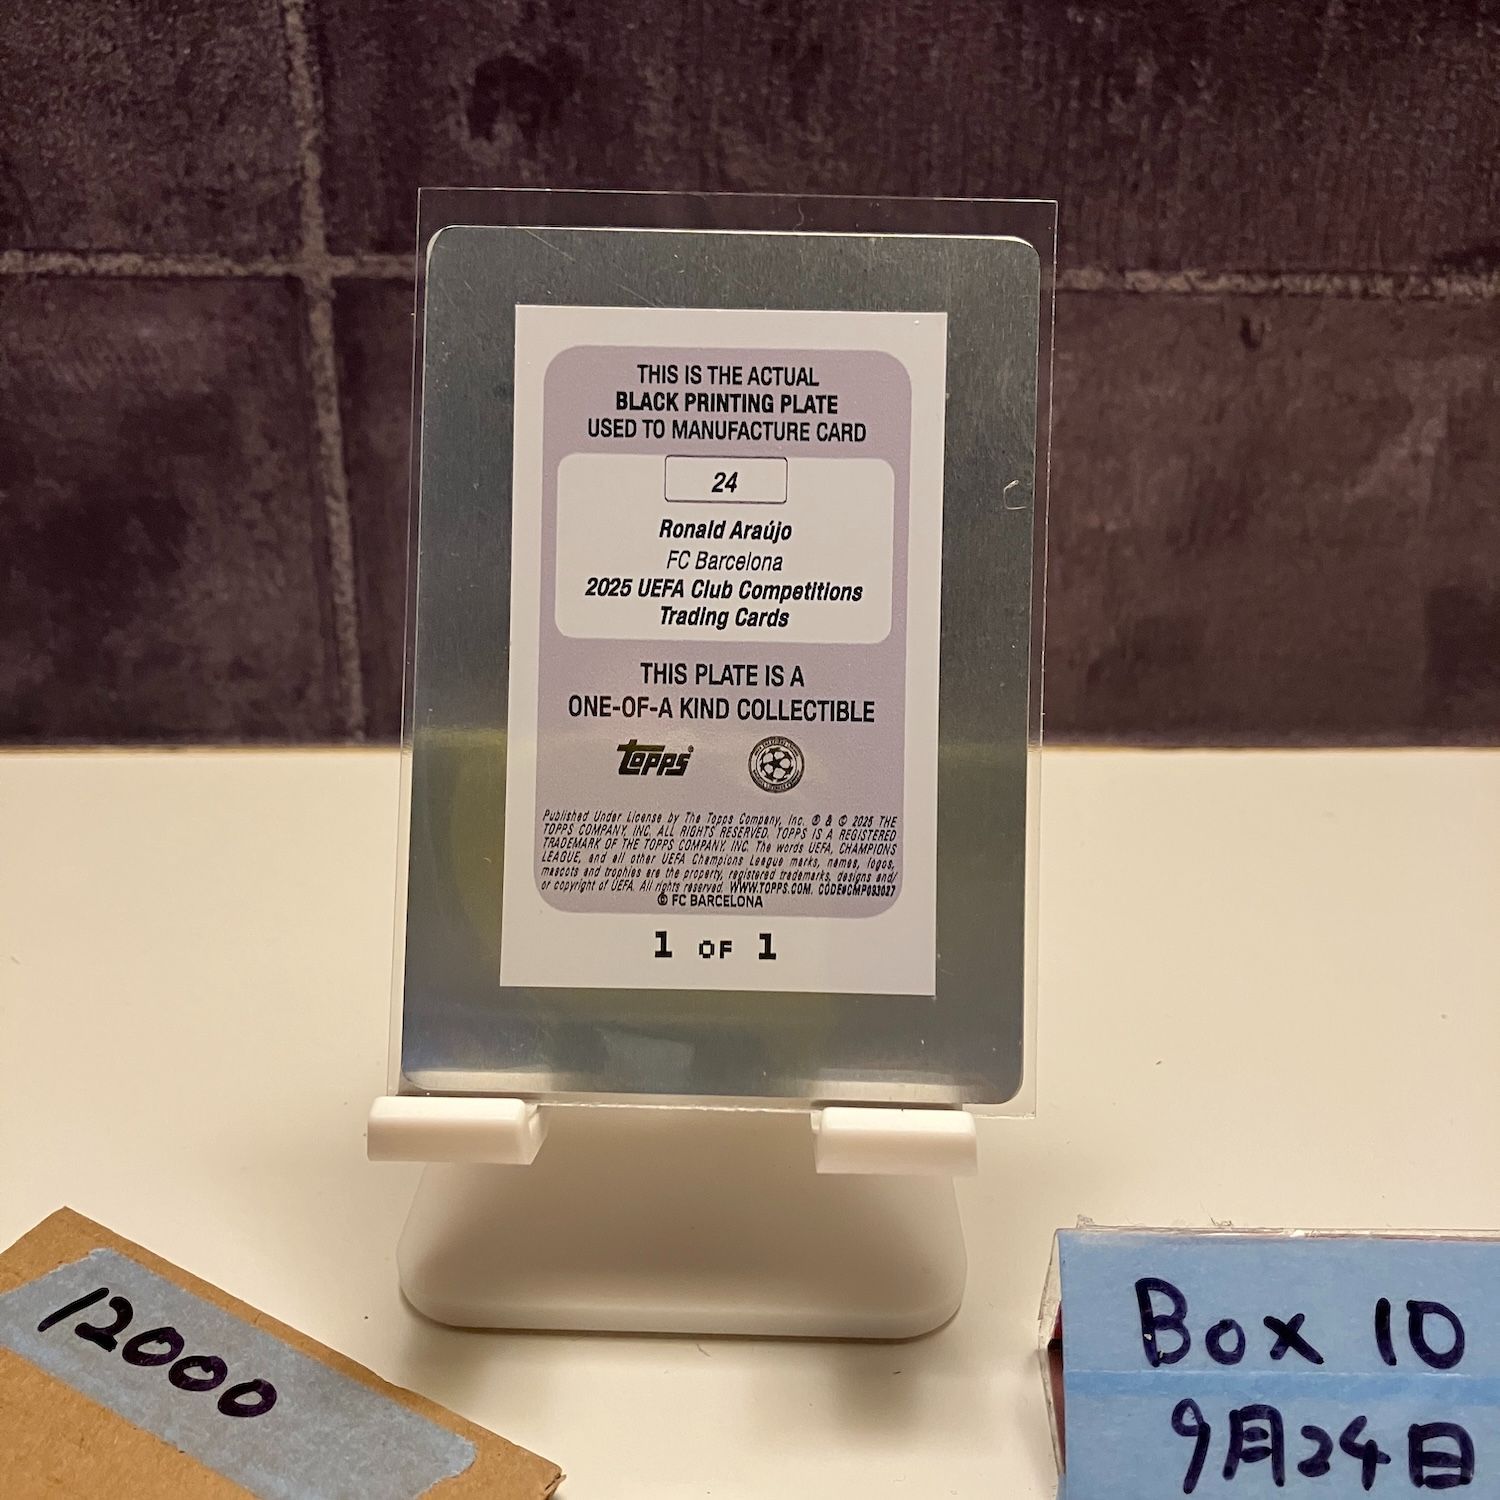 THIS IS THE ACTUAL
BLACK PRINTING PLATE
USED TO MANUFACTURE CARD
24
Ronald Araújo
FC Barcelona
2025 UEFA Club Competitions
Trading Cards
THIS PLATE IS A
ONE-OF-A KIND COLLECTIBLE
topps®
Published Under License by The Topps Company, Inc. ® & © 2025 THE
TOPPS COMPANY, INC. ALL RIGHTS RESERVED. TOPPS IS A REGISTERED
TRADEMARK OF THE TOPPS COMPANY, INC. The words UEFA, CHAMPIONS
LEAGUE, and all other UEFA Champions League marks, names, logos,
mascots and trophies are the property, registered trademarks, designs and/
or copyright of UEFA. All rights reserved. WWW.TOPPS.COM. CODE#CMP093027
© FC BARCELONA
1 OF 1
12000
Box 10
9月24日